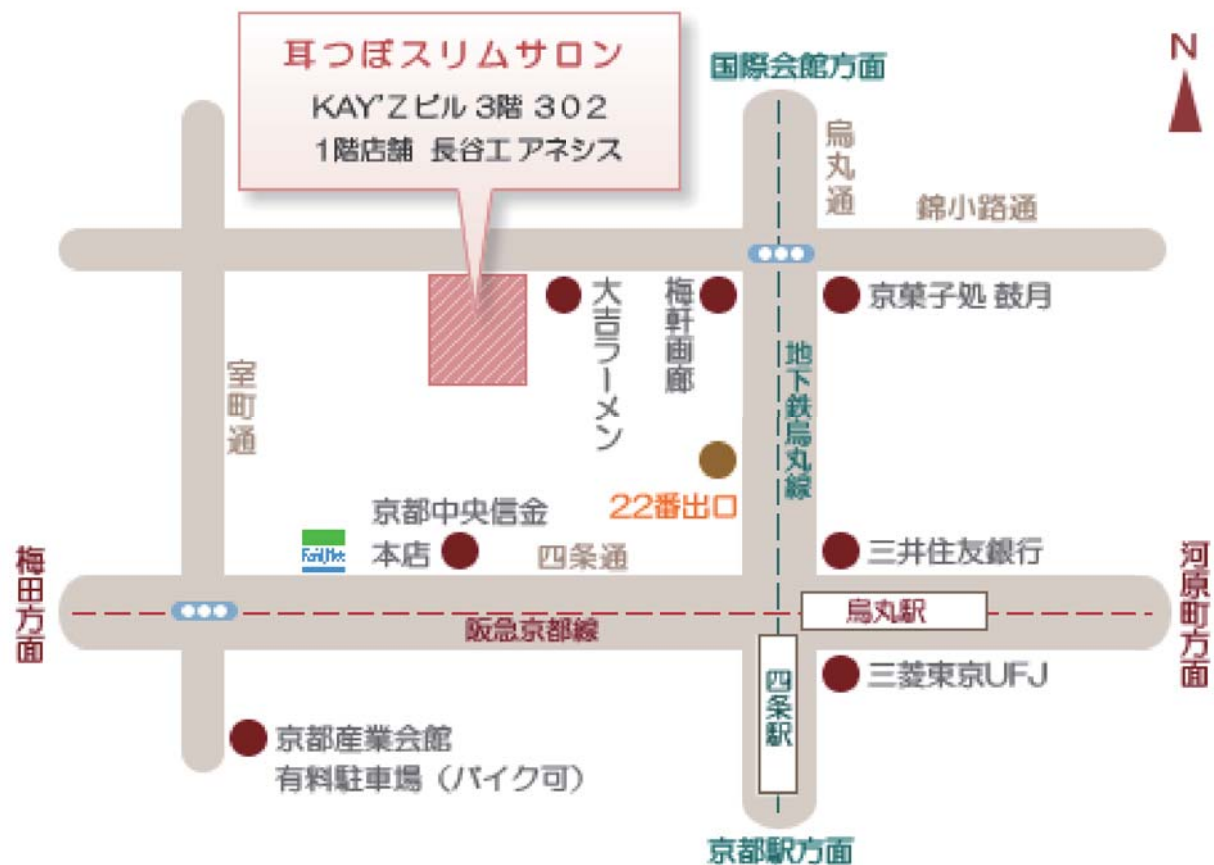 耳つぼスリムサロン
KAY'Zビル 3階 302
1階店舗 長谷工 アネシス
国際会館方面
N
烏丸通
錦小路通
大吉ラーメン
梅軒画廊
京菓子処 鼓月
室町通
地下鉄烏丸線
22番出口
京都中央信金
本店
FamilyMart
四条通
三井住友銀行
梅田方面
河原町方面
阪急京都線
烏丸駅
四条駅
三菱東京UFJ
京都産業会館
有料駐車場（バイク可）
京都駅方面